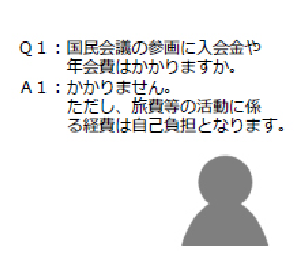 Ｑ１：国民会議の参画に入会金や
年会費はかかりますか。
Ａ１：かかりません。
ただし、旅費等の活動に係
る経費は自己負担となります。